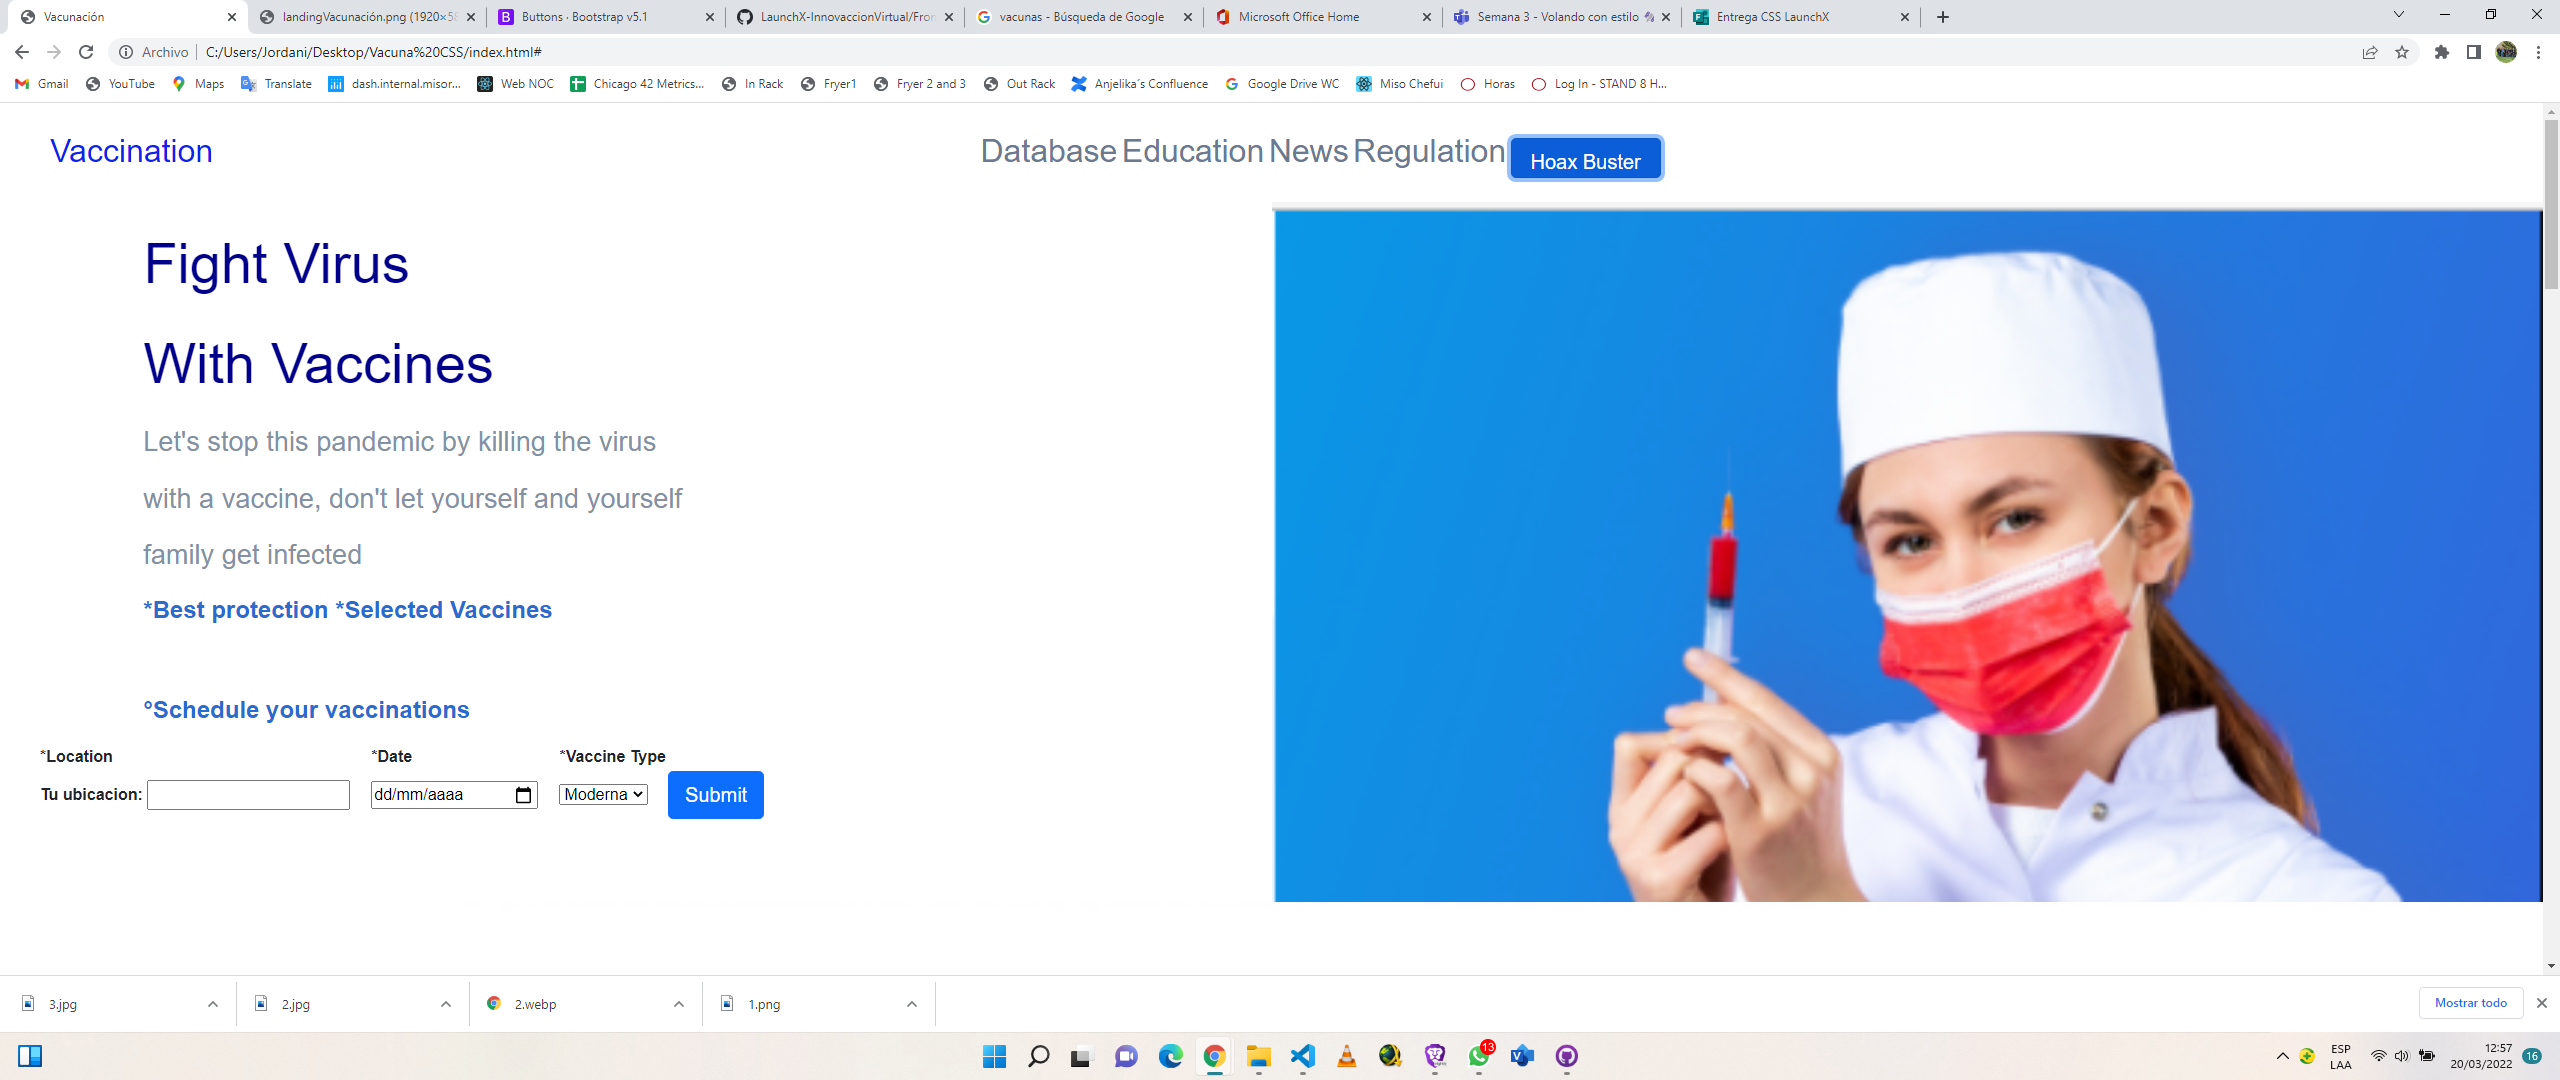 Vacunación
landingVacunación.png (1920×58
Buttons · Bootstrap v5.1
LaunchX-InnovaccionVirtual/Fron
vacunas - Búsqueda de Google
Microsoft Office Home
Semana 3 - Volando con estilo
Entrega CSS LaunchX
Archivo
C:/Users/Jordani/Desktop/Vacuna%20CSS/index.html#
Gmail
YouTube
Maps
Translate
dash.internal.misor...
Web NOC
Chicago 42 Metrics...
In Rack
Fryer1
Fryer 2 and 3
Out Rack
Anjelika´s Confluence
Google Drive WC
Miso Chefui
Horas
Log In - STAND 8 H...
Vaccination
Database Education News Regulation
Hoax Buster
Fight Virus
With Vaccines
Let's stop this pandemic by killing the virus
with a vaccine, don't let yourself and yourself
family get infected
*Best protection *Selected Vaccines
°Schedule your vaccinations
*Location
*Date
*Vaccine Type
Tu ubicacion:
dd/mm/aaaa
Moderna
Submit
3.jpg
2.jpg
2.webp
1.png
Mostrar todo
13
ESP
LAA
12:57
20/03/2022
16